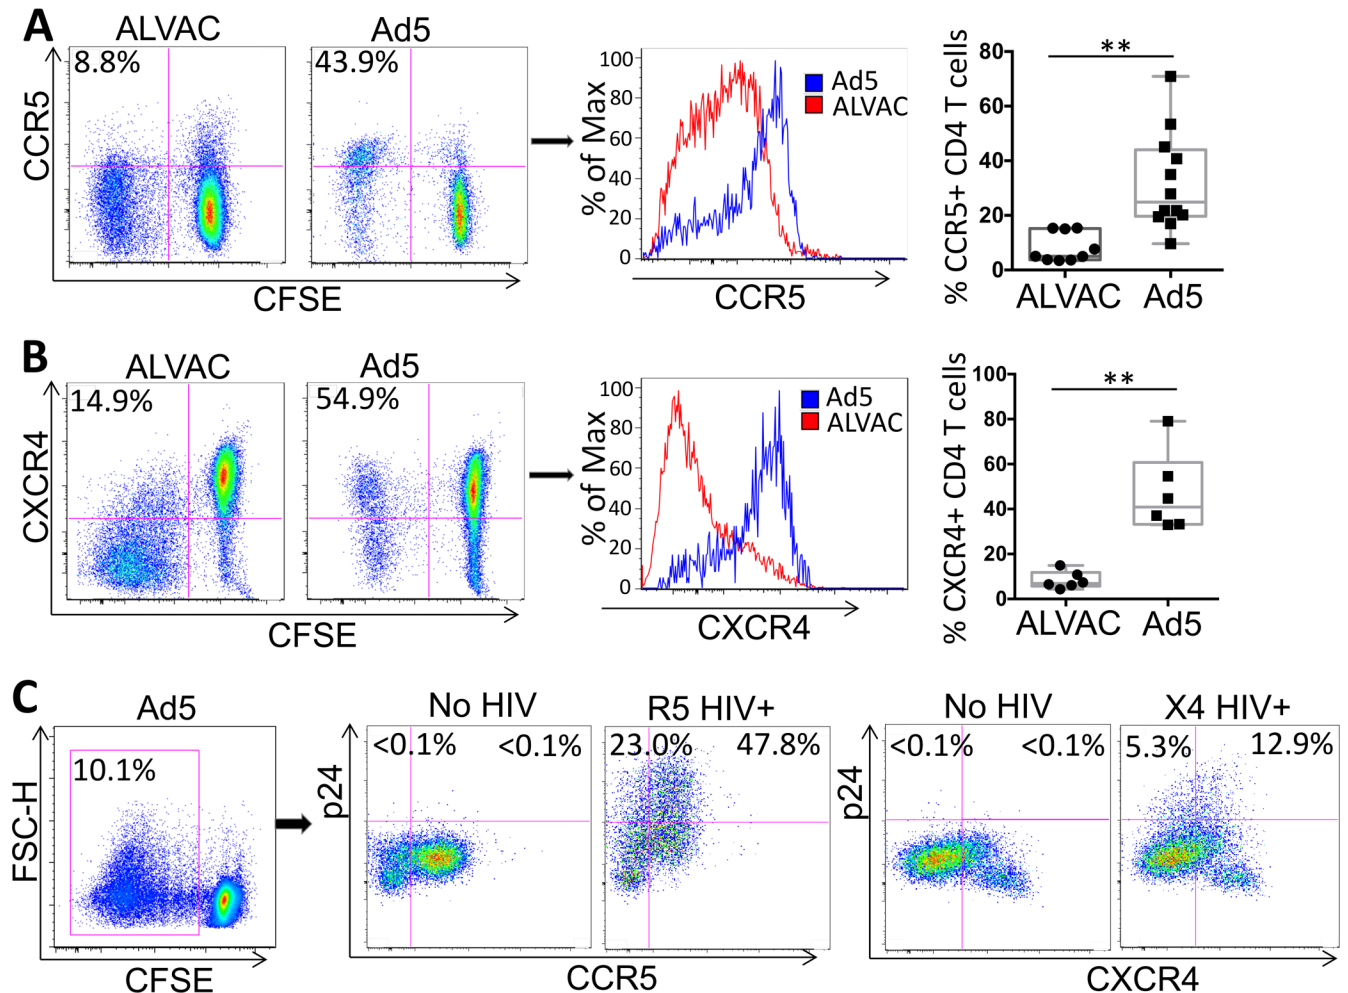 A
ALVAC
Ad5
8.8%
43.9%
CCR5
CFSE
100
80
60
40
20
0
% of Max
Ad5
ALVAC
CCR5
80
60
40
20
0
% CCR5+ CD4 T cells
**
ALVAC
Ad5
B
ALVAC
Ad5
14.9%
54.9%
CXCR4
CFSE
100
80
60
40
20
0
% of Max
Ad5
ALVAC
CXCR4
100
80
60
40
20
0
% CXCR4+ CD4 T cells
**
ALVAC
Ad5
C
Ad5
10.1%
FSC-H
CFSE
No HIV
R5 HIV+
<0.1%
<0.1%
23.0%
47.8%
p24
CCR5
No HIV
X4 HIV+
<0.1%
<0.1%
5.3%
12.9%
p24
CXCR4